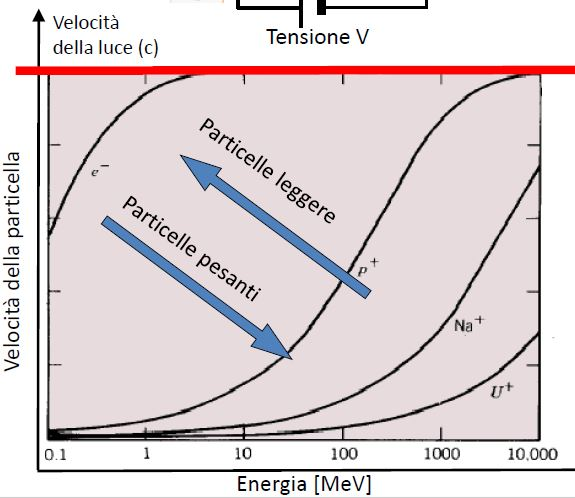 Tensione V
Velocità
della luce (c)
Velocità della particella
e⁻
Particelle leggere
Particelle pesanti
P⁺
Na⁺
U⁺
0.1 1 10 100 1000 10.000
Energia [MeV]